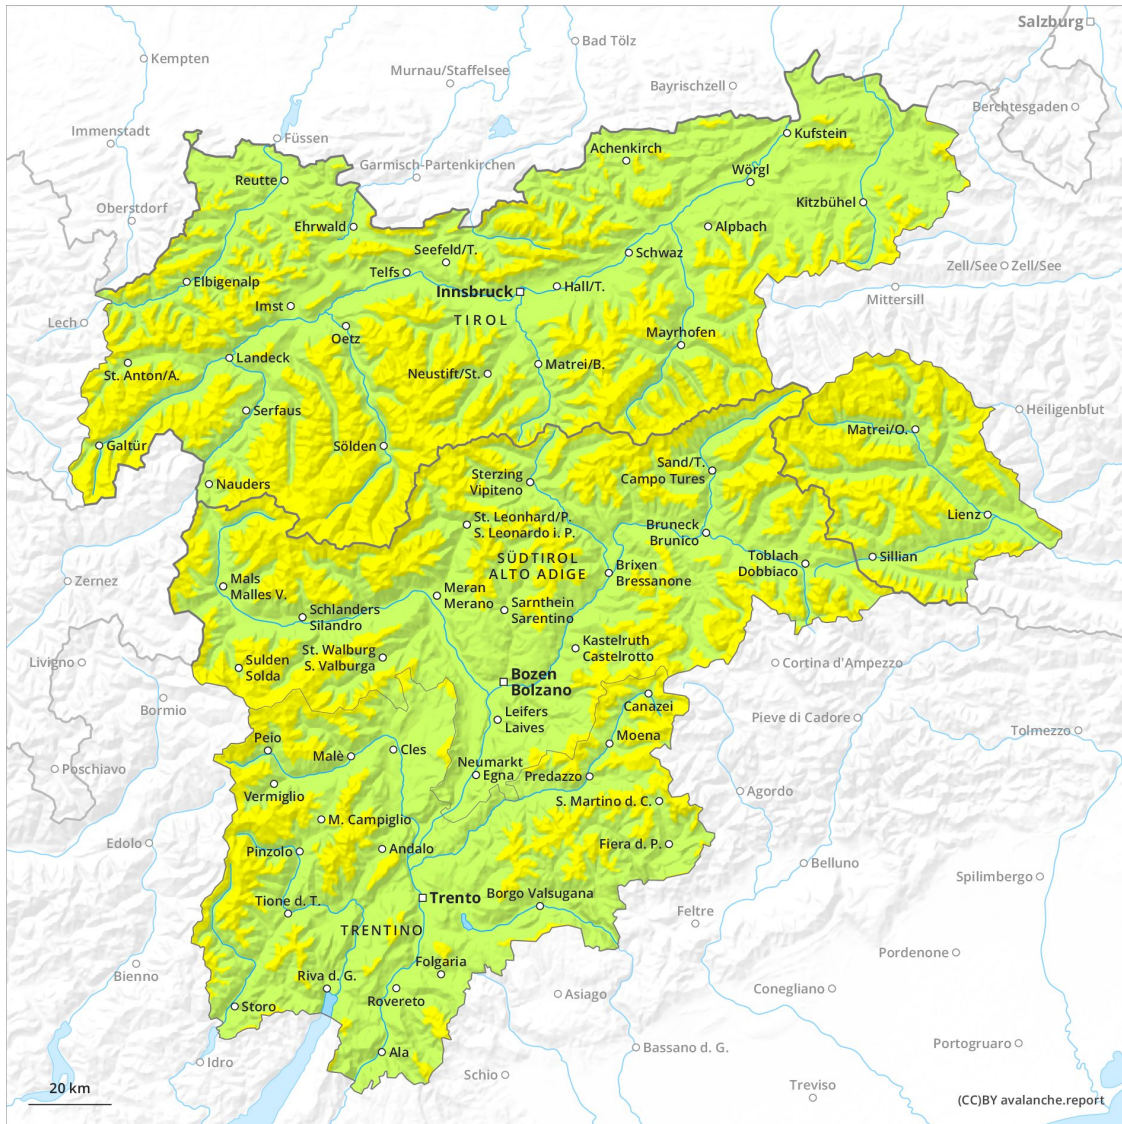 Salzburg
Bad Tölz
Kempten
Murnau/Staffelsee
Bayrischzell
Berchtesgaden
Immenstadt
Füssen
Kufstein
Achenkirch
Garmisch-Partenkirchen
Wörgl
Reutte
Oberstdorf
Kitzbühel
Ehrwald
Alpbach
Seefeld/T.
Schwaz
Telfs
Zell/See
Zell/See
Elbigenalp
Innsbruck
Hall/T.
Mittersill
Imst
TIROL
Lech
Oetz
Mayrhofen
Landeck
Matrei/B.
St. Anton/A.
Neustift/St.
Serfaus
Heiligenblut
Matrei/O.
Galtür
Sölden
Sand/T.
Campo Tures
Sterzing
Vipiteno
Nauders
St. Leonhard/P.
S. Leonardo i. P.
Lienz
Bruneck
Brunico
SÜDTIROL
ALTO ADIGE
Toblach
Dobbiaco
Sillian
Brixen
Bressanone
Zernez
Mals
Malles V.
Meran
Merano
Sarnthein
Sarentino
Schlanders
Silandro
Kastelruth
Castelrotto
St. Walburg
S. Valburga
Livigno
Sulden
Solda
Cortina d'Ampezzo
Bozen
Bolzano
Bormio
Canazei
Leifers
Laives
Pieve di Cadore
Tolmezzo
Peio
Moena
Malè
Cles
Neumarkt
Egna
Predazzo
Poschiavo
Vermiglio
Agordo
S. Martino d. C.
M. Campiglio
Edolo
Pinzolo
Andalo
Fiera d. P.
Belluno
Spilimbergo
Tione d. T.
Trento
Borgo Valsugana
Feltre
TRENTINO
Pordenone
Folgaria
Bienno
Riva d. G.
Conegliano
Asiago
Storo
Rovereto
Portogruaro
Bassano d. G.
Ala
Idro
Schio
Treviso
20 km
(CC)BY avalanche.report